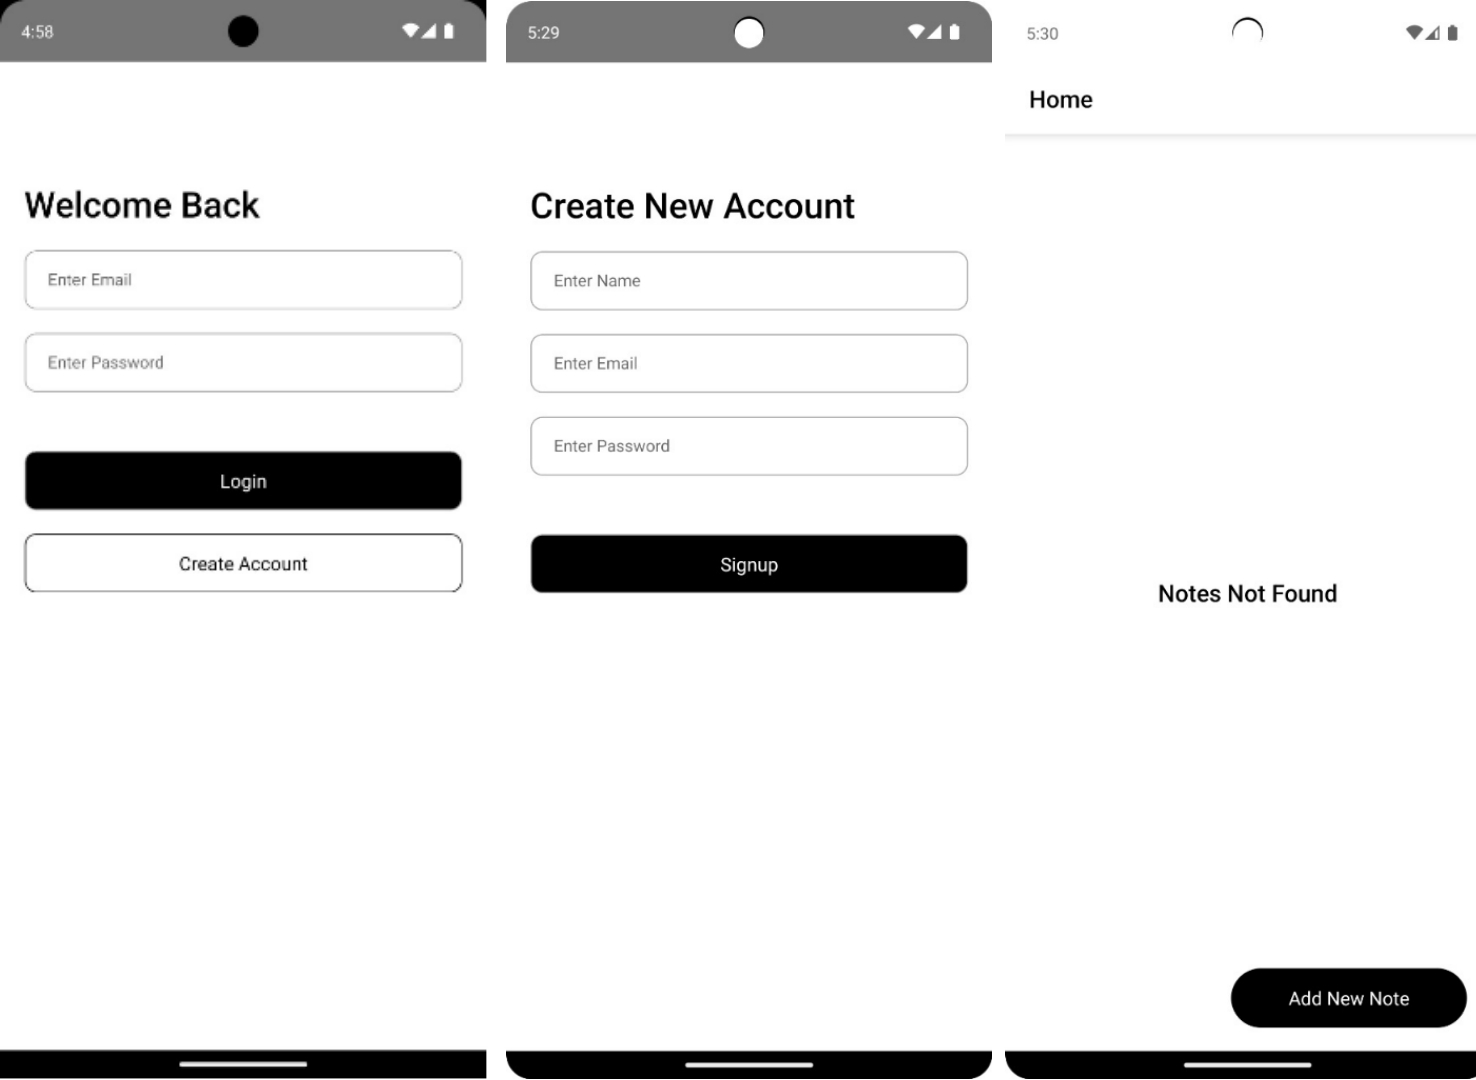 4:58
Welcome Back
Enter Email
Enter Password
Login
Create Account
5:29
Create New Account
Enter Name
Enter Email
Enter Password
Signup
5:30
Home
Notes Not Found
Add New Note